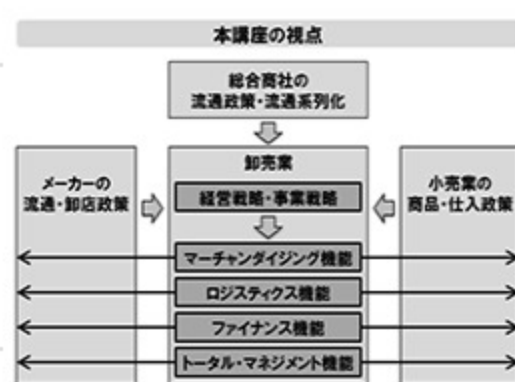 本講座の視点
総合商社の
流通政策・流通系列化
メーカーの
流通・卸店政策
卸売業
経営戦略・事業戦略
小売業の
商品・仕入政策
マーチャンダイジング機能
ロジスティクス機能
ファイナンス機能
トータル・マネジメント機能